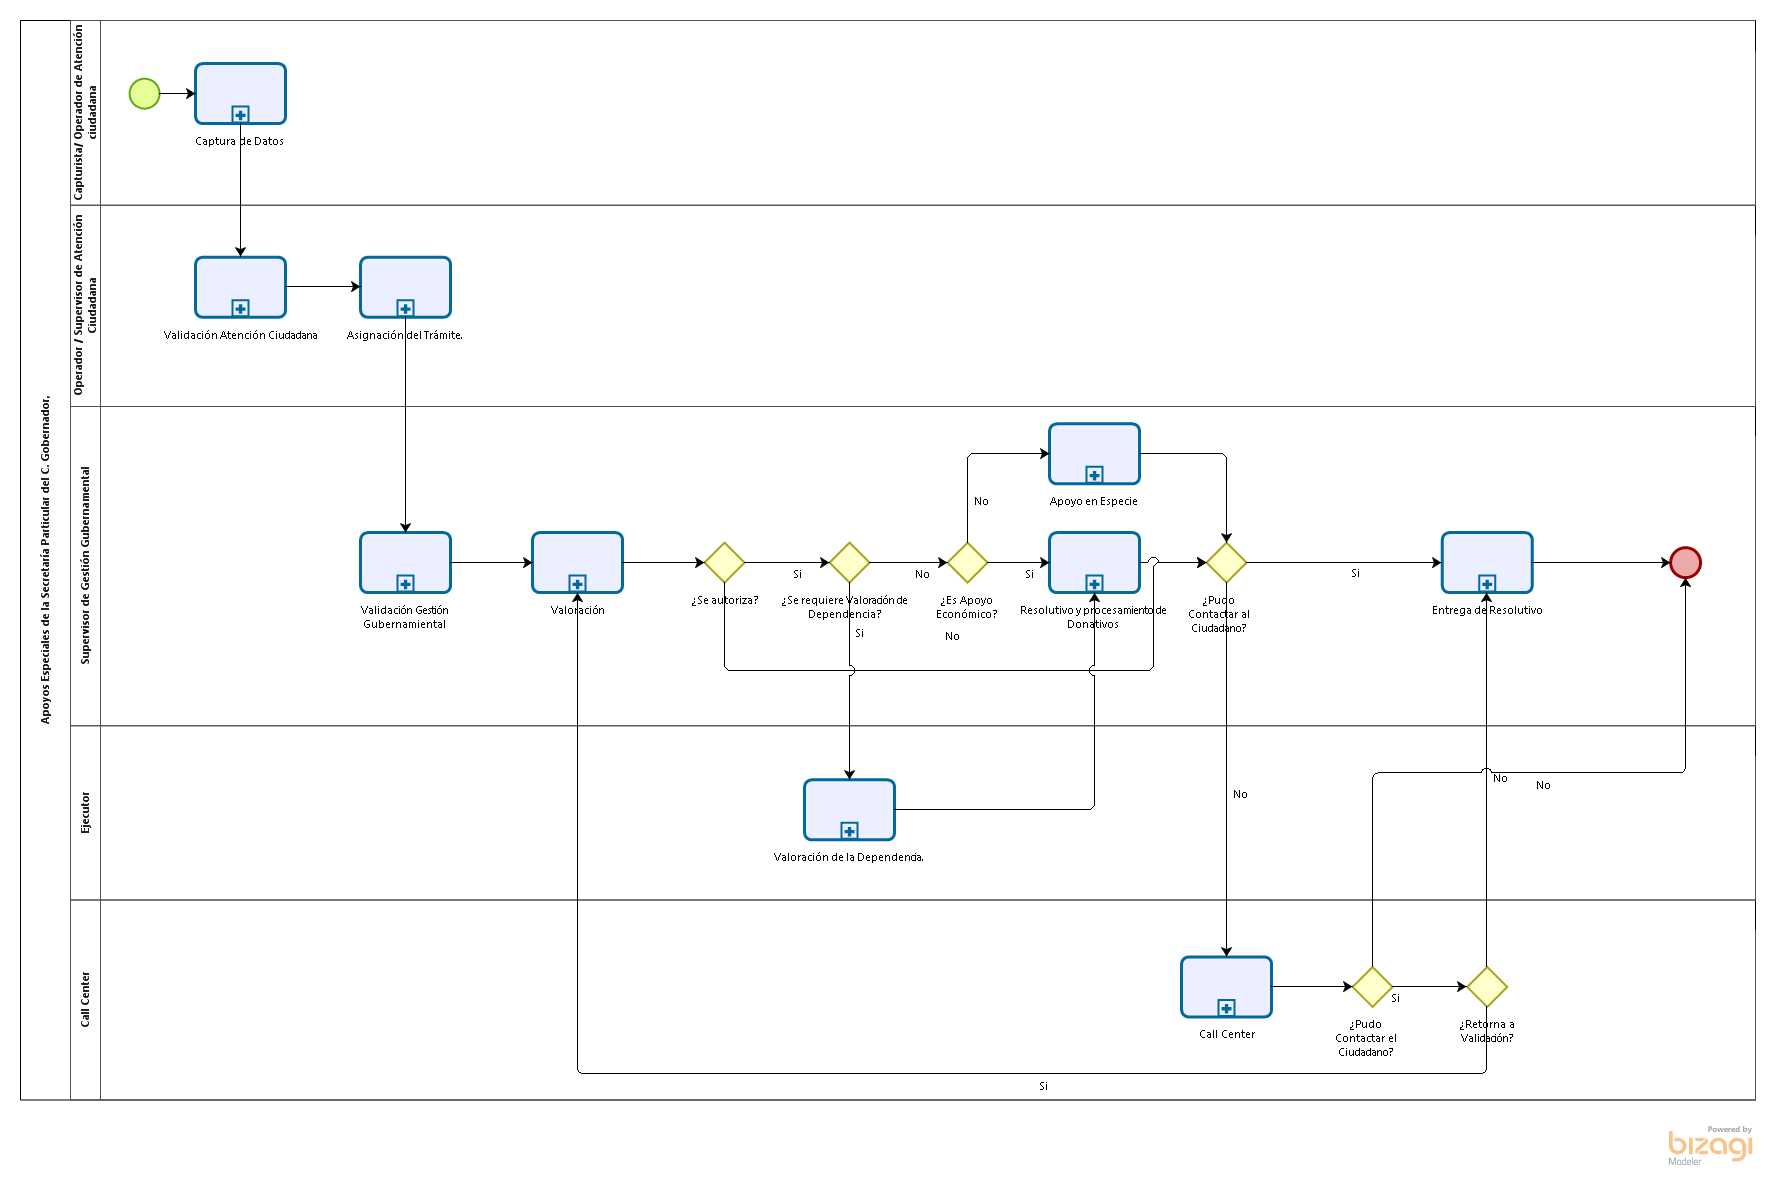 Apoyos Especiales de la Secretaría Particular del C. Gobernador,
Capturista/ Operador de Atención
ciudadana
Captura de Datos
Operador / Supervisor de Atención
Ciudadana
Validación Atención Ciudadana
Asignación del Trámite.
Supervisor de Gestión Gubernamental
Validación Gestión
Gubernamiental
Valoración
¿Se autoriza?
Si
¿Se requiere Valoración de
Dependencia?
Si
No
¿Es Apoyo
Económico?
No
No
Si
Apoyo en Especie
Resolutivo y procesamiento de
Donativos
¿Pudo
Contactar al
Ciudadano?
Si
Entrega de Resolutivo
Ejecutor
Valoración de la Dependencia.
No
No
No
Call Center
Call Center
¿Pudo
Contactar el
Ciudadano?
Si
¿Retorna a
Validación?
Si
Powered by
bizagi
Modeler